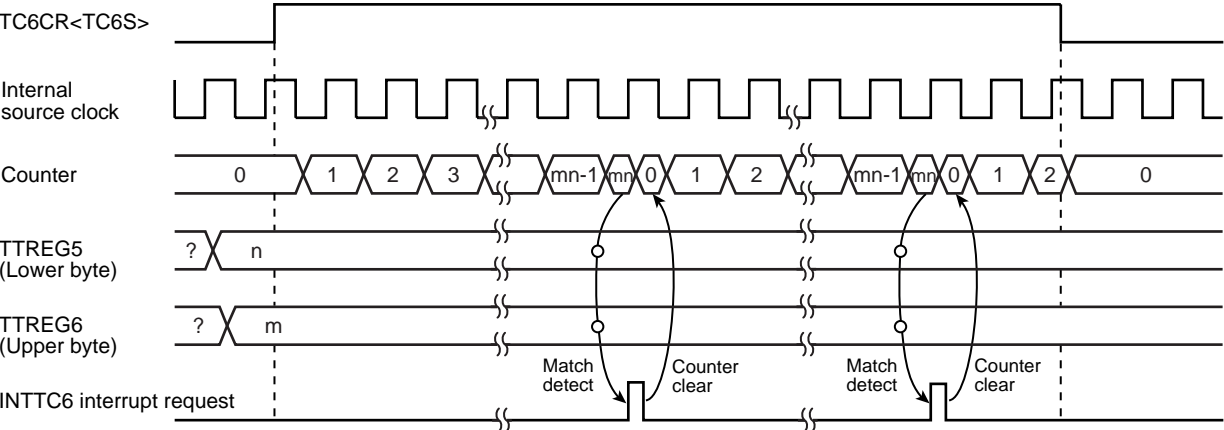 TC6CR<TC6S>
Internal
source clock
Counter
0 1 2 3 mn-1 mn 0 1 2 mn-1 mn 0 1 2 0
TTREG5
(Lower byte)
? n
TTREG6
(Upper byte)
? m
Match
detect
Counter
clear
Match
detect
Counter
clear
INTTC6 interrupt request